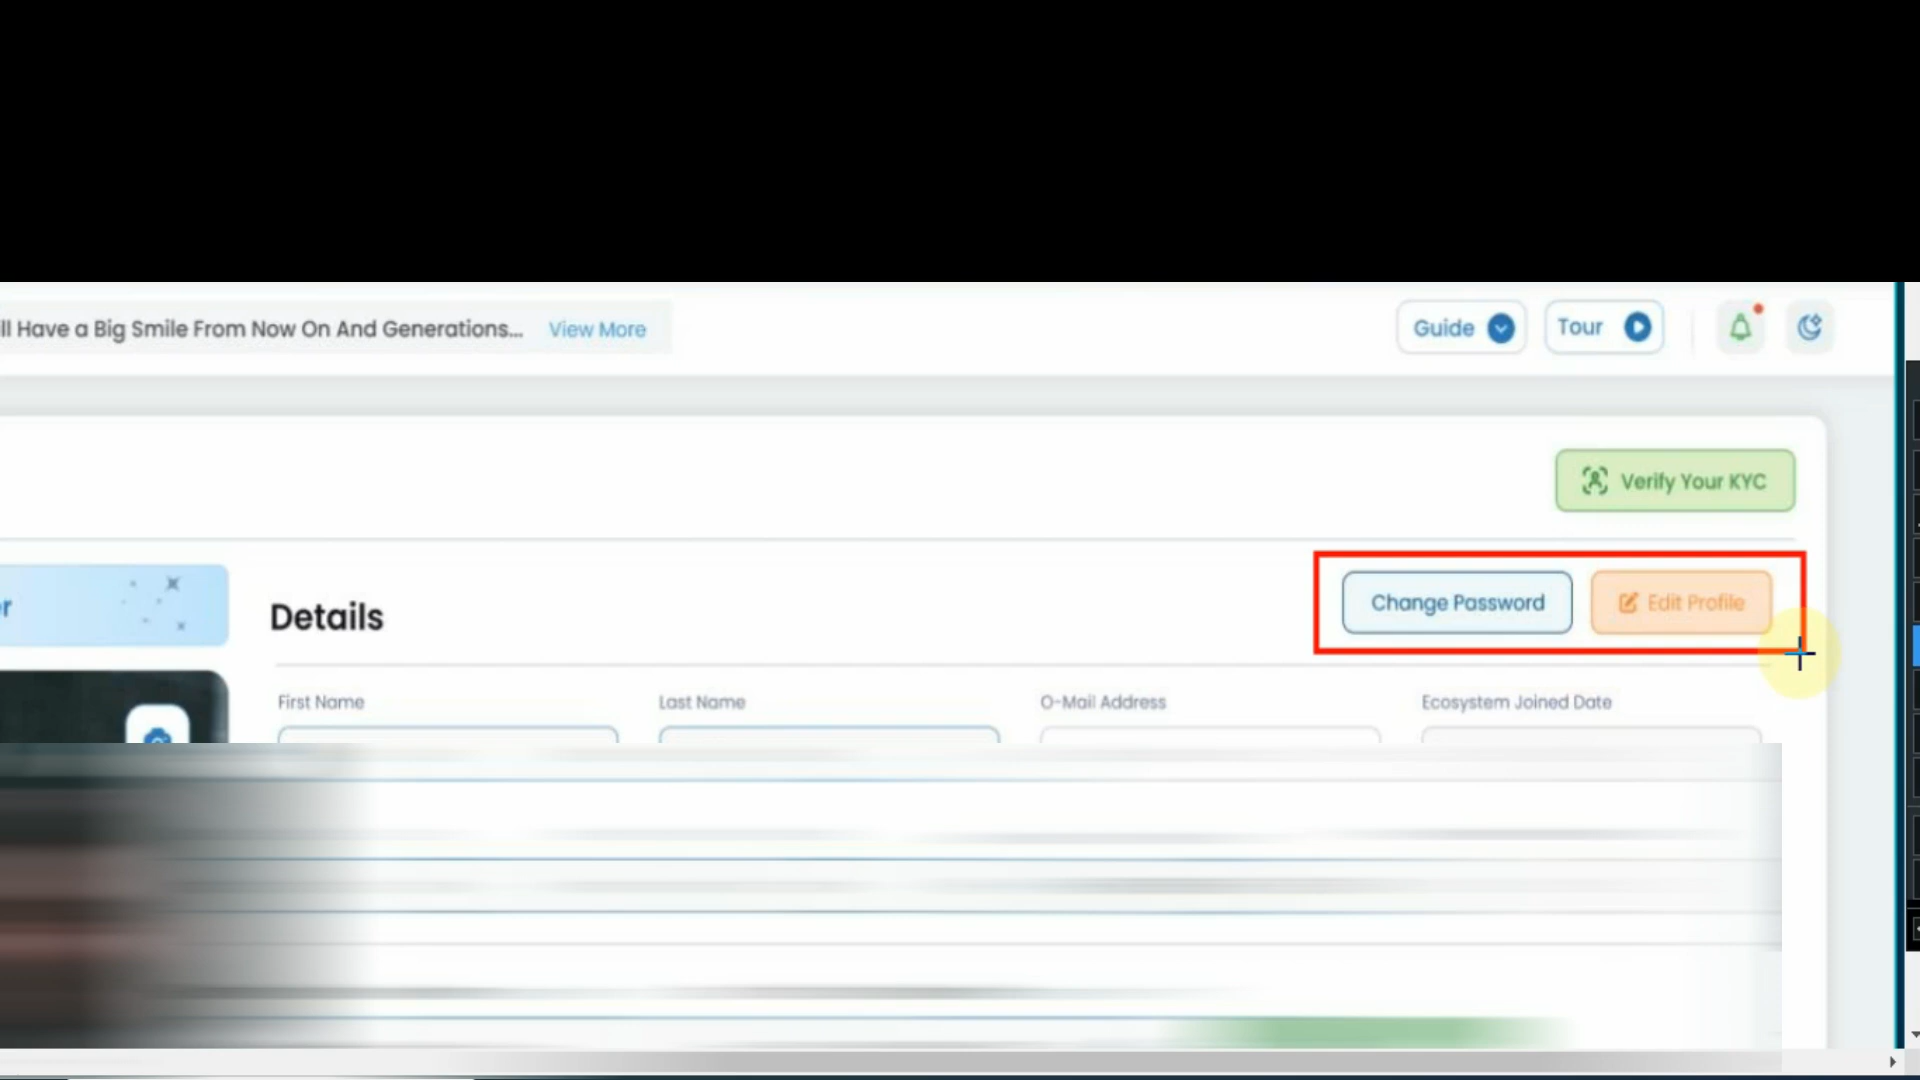 ll Have a Big Smile From Now On And Generations... View More
Guide
Tour
Verify Your KYC
r
Details
Change Password
Edit Profile
First Name
Last Name
O-Mail Address
Ecosystem Joined Date